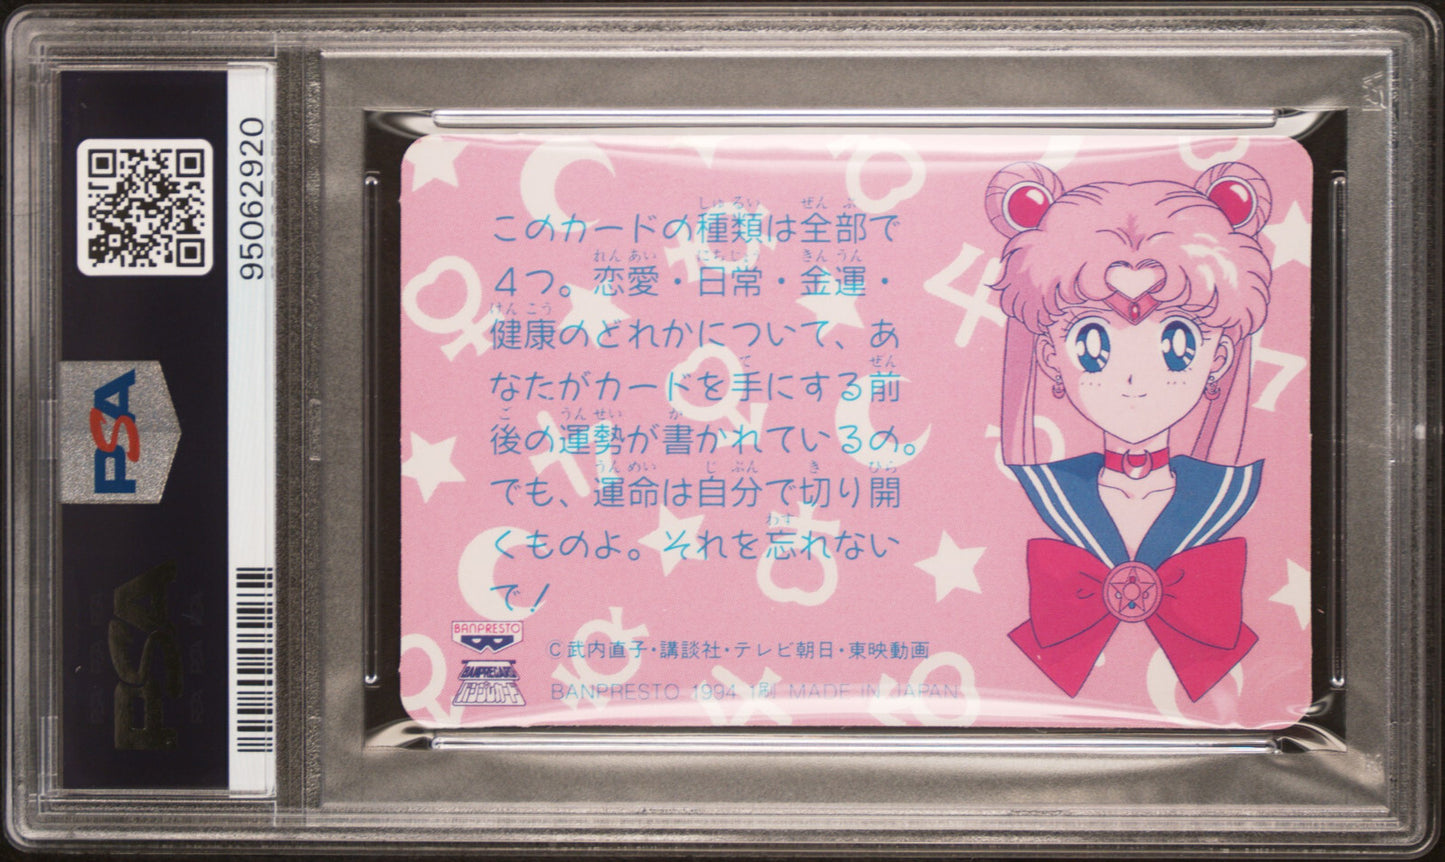 95062920
PSA
PSA
このカードの種類は全部で
4つ。恋愛・日常・金運・
健康のどれかについて、あ
なたがカードを手にする前
後の運勢が書かれているの。
でも、運命は自分で切り開
くものよ。それを忘れない
で！
BANPRESTO
©武内直子・講談社・テレビ朝日・東映動画
BANPRESTO 1994 1刷 MADE IN JAPAN